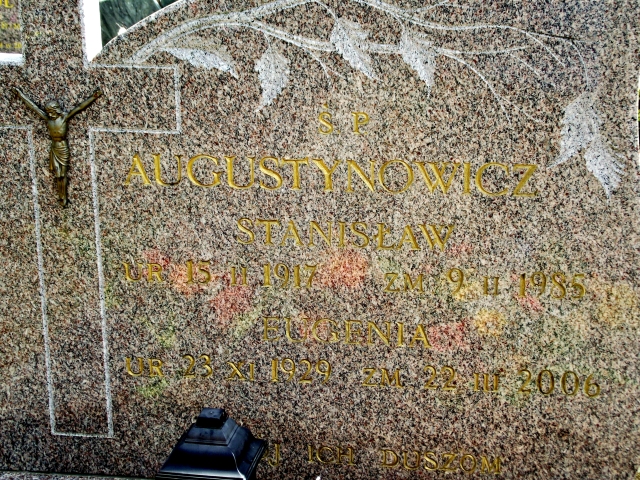 Ś P
AUGUSTYNOWICZ
STANISŁAW
UR 15 II 1917 ZM 9 II 1985
EUGENIA
UR 23 XI 1929 ZM 22 III 2006
ICH DUSZOM